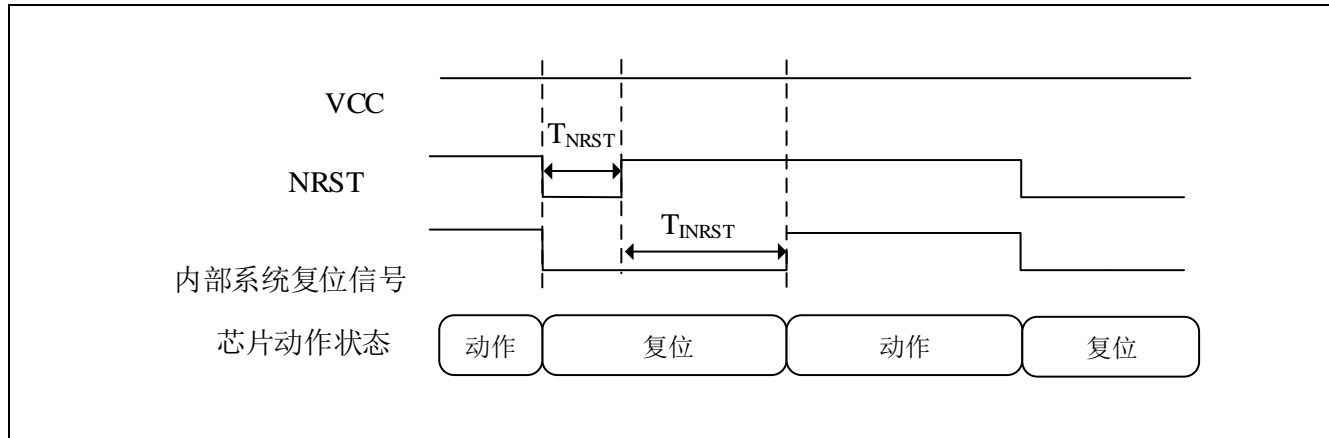 VCC
TNRST
NRST
TINRST
内部系统复位信号
芯片动作状态 动作 复位 动作 复位